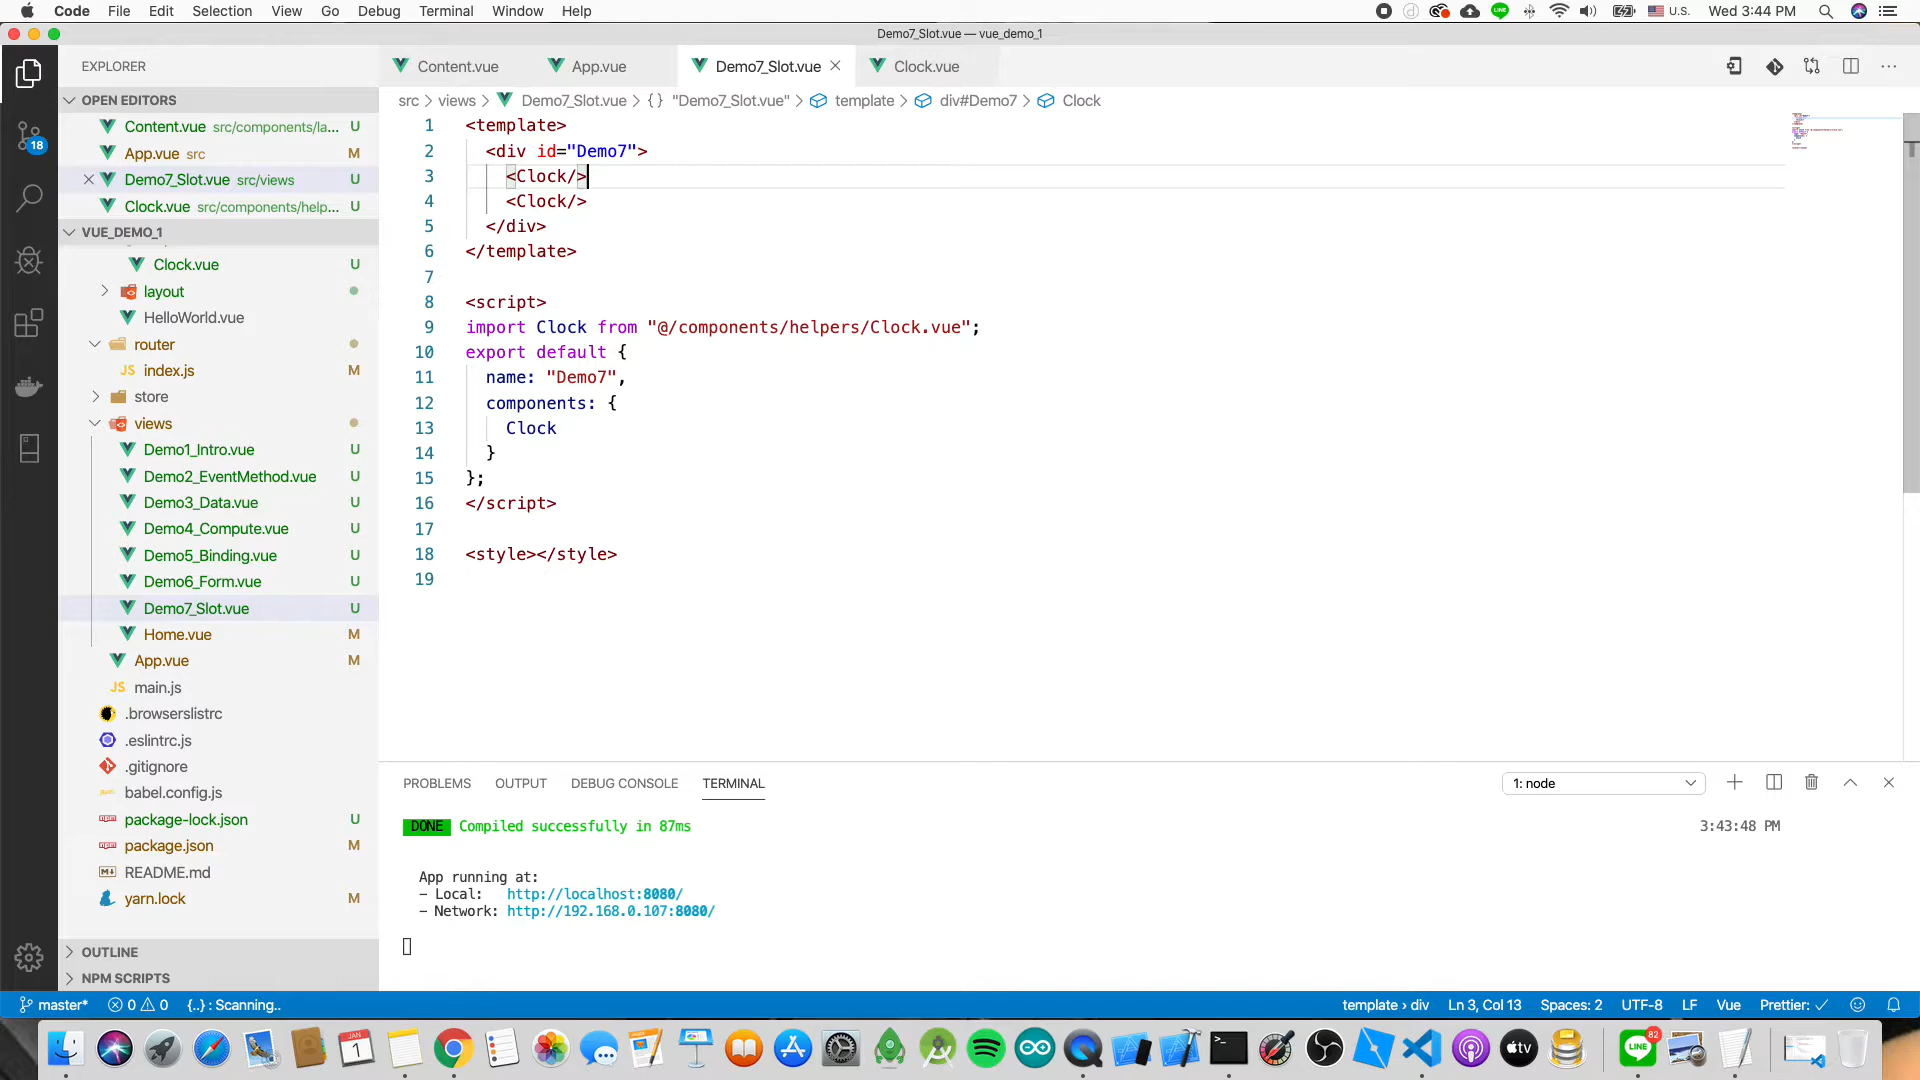 Code File Edit Selection View Go Debug Terminal Window Help
U.S. Wed 3:44 PM
Demo7_Slot.vue — vue_demo_1
EXPLORER
Content.vue App.vue Demo7_Slot.vue Clock.vue
OPEN EDITORS
Content.vue src/components/la... U
App.vue src M
Demo7_Slot.vue src/views U
Clock.vue src/components/help... U
18
VUE_DEMO_1
Clock.vue U
layout
HelloWorld.vue
router
JS index.js M
store
views
Demo1_Intro.vue U
Demo2_EventMethod.vue U
Demo3_Data.vue U
Demo4_Compute.vue U
Demo5_Binding.vue U
Demo6_Form.vue U
Demo7_Slot.vue U
Home.vue M
App.vue M
JS main.js
.browserslistrc
.eslintrc.js
.gitignore
babel.config.js
package-lock.json U
package.json M
README.md
yarn.lock M
OUTLINE
NPM SCRIPTS
src > views > Demo7_Slot.vue > {} "Demo7_Slot.vue" > template > div#Demo7 > Clock
1 <template>
2 <div id="Demo7">
3 <Clock/>
4 <Clock/>
5 </div>
6 </template>
7
8 <script>
9 import Clock from "@/components/helpers/Clock.vue";
10 export default {
11 name: "Demo7",
12 components: {
13 Clock
14 }
15 };
16 </script>
17
18 <style></style>
19
PROBLEMS OUTPUT DEBUG CONSOLE TERMINAL
1: node
DONE Compiled successfully in 87ms 3:43:48 PM
App running at:
- Local: http://localhost:8080/
- Network: http://192.168.0.107:8080/
master* 0 0 {..} : Scanning..
template › div Ln 3, Col 13 Spaces: 2 UTF-8 LF Vue Prettier: ✓
JAN 1
tv
LINE
82